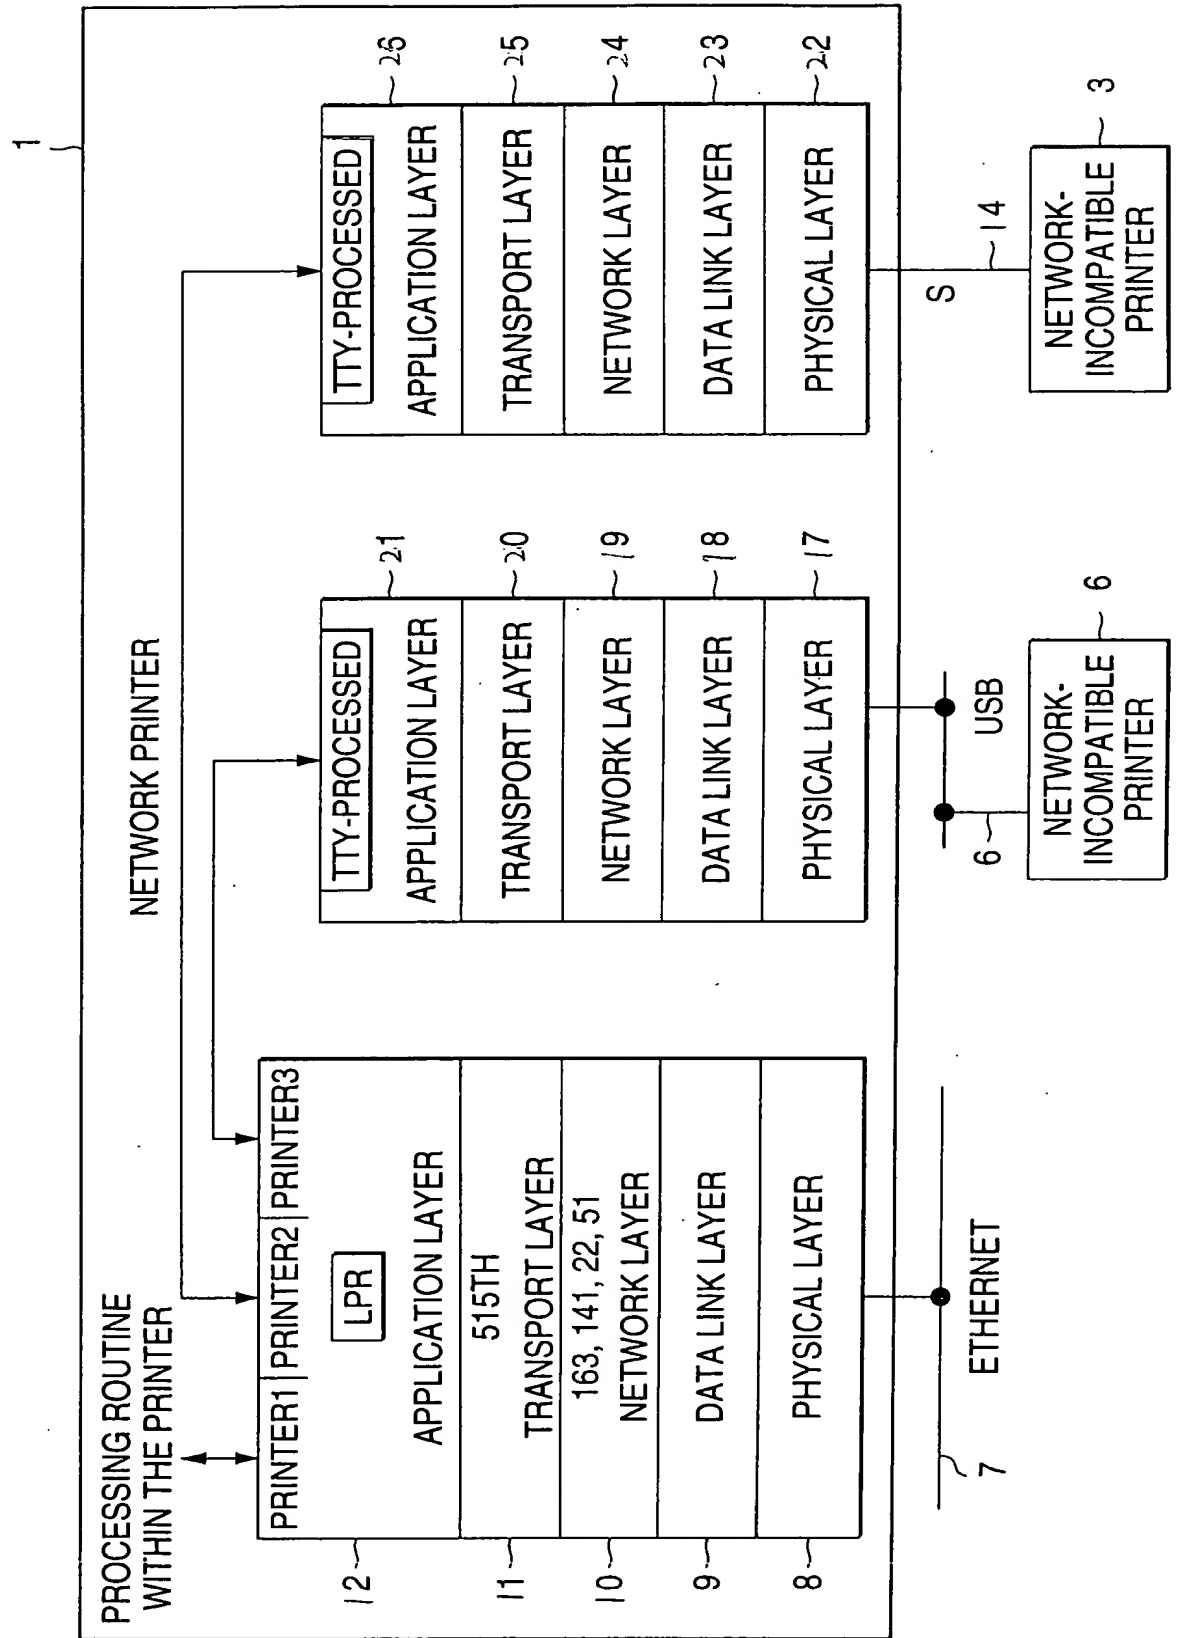 1
NETWORK PRINTER
PROCESSING ROUTINE
WITHIN THE PRINTER
PRINTER1 PRINTER2 PRINTER3
LPR
12
APPLICATION LAYER
515TH
11
TRANSPORT LAYER
163, 141, 22, 51
10
NETWORK LAYER
9
DATA LINK LAYER
8
PHYSICAL LAYER
7
ETHERNET
TTY-PROCESSED
21
APPLICATION LAYER
20
TRANSPORT LAYER
19
NETWORK LAYER
18
DATA LINK LAYER
17
PHYSICAL LAYER
USB
6
NETWORK-
INCOMPATIBLE
PRINTER
6
TTY-PROCESSED
26
APPLICATION LAYER
25
TRANSPORT LAYER
24
NETWORK LAYER
23
DATA LINK LAYER
22
PHYSICAL LAYER
S
14
NETWORK-
INCOMPATIBLE
PRINTER
3